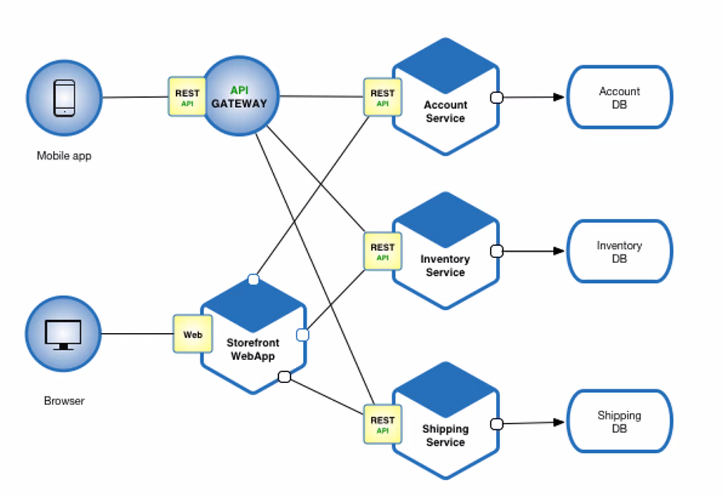 Mobile app
REST
API
API
GATEWAY
REST
API
Account
Service
Account
DB
REST
API
Inventory
Service
Inventory
DB
Browser
Web
Storefront
WebApp
REST
API
Shipping
Service
Shipping
DB